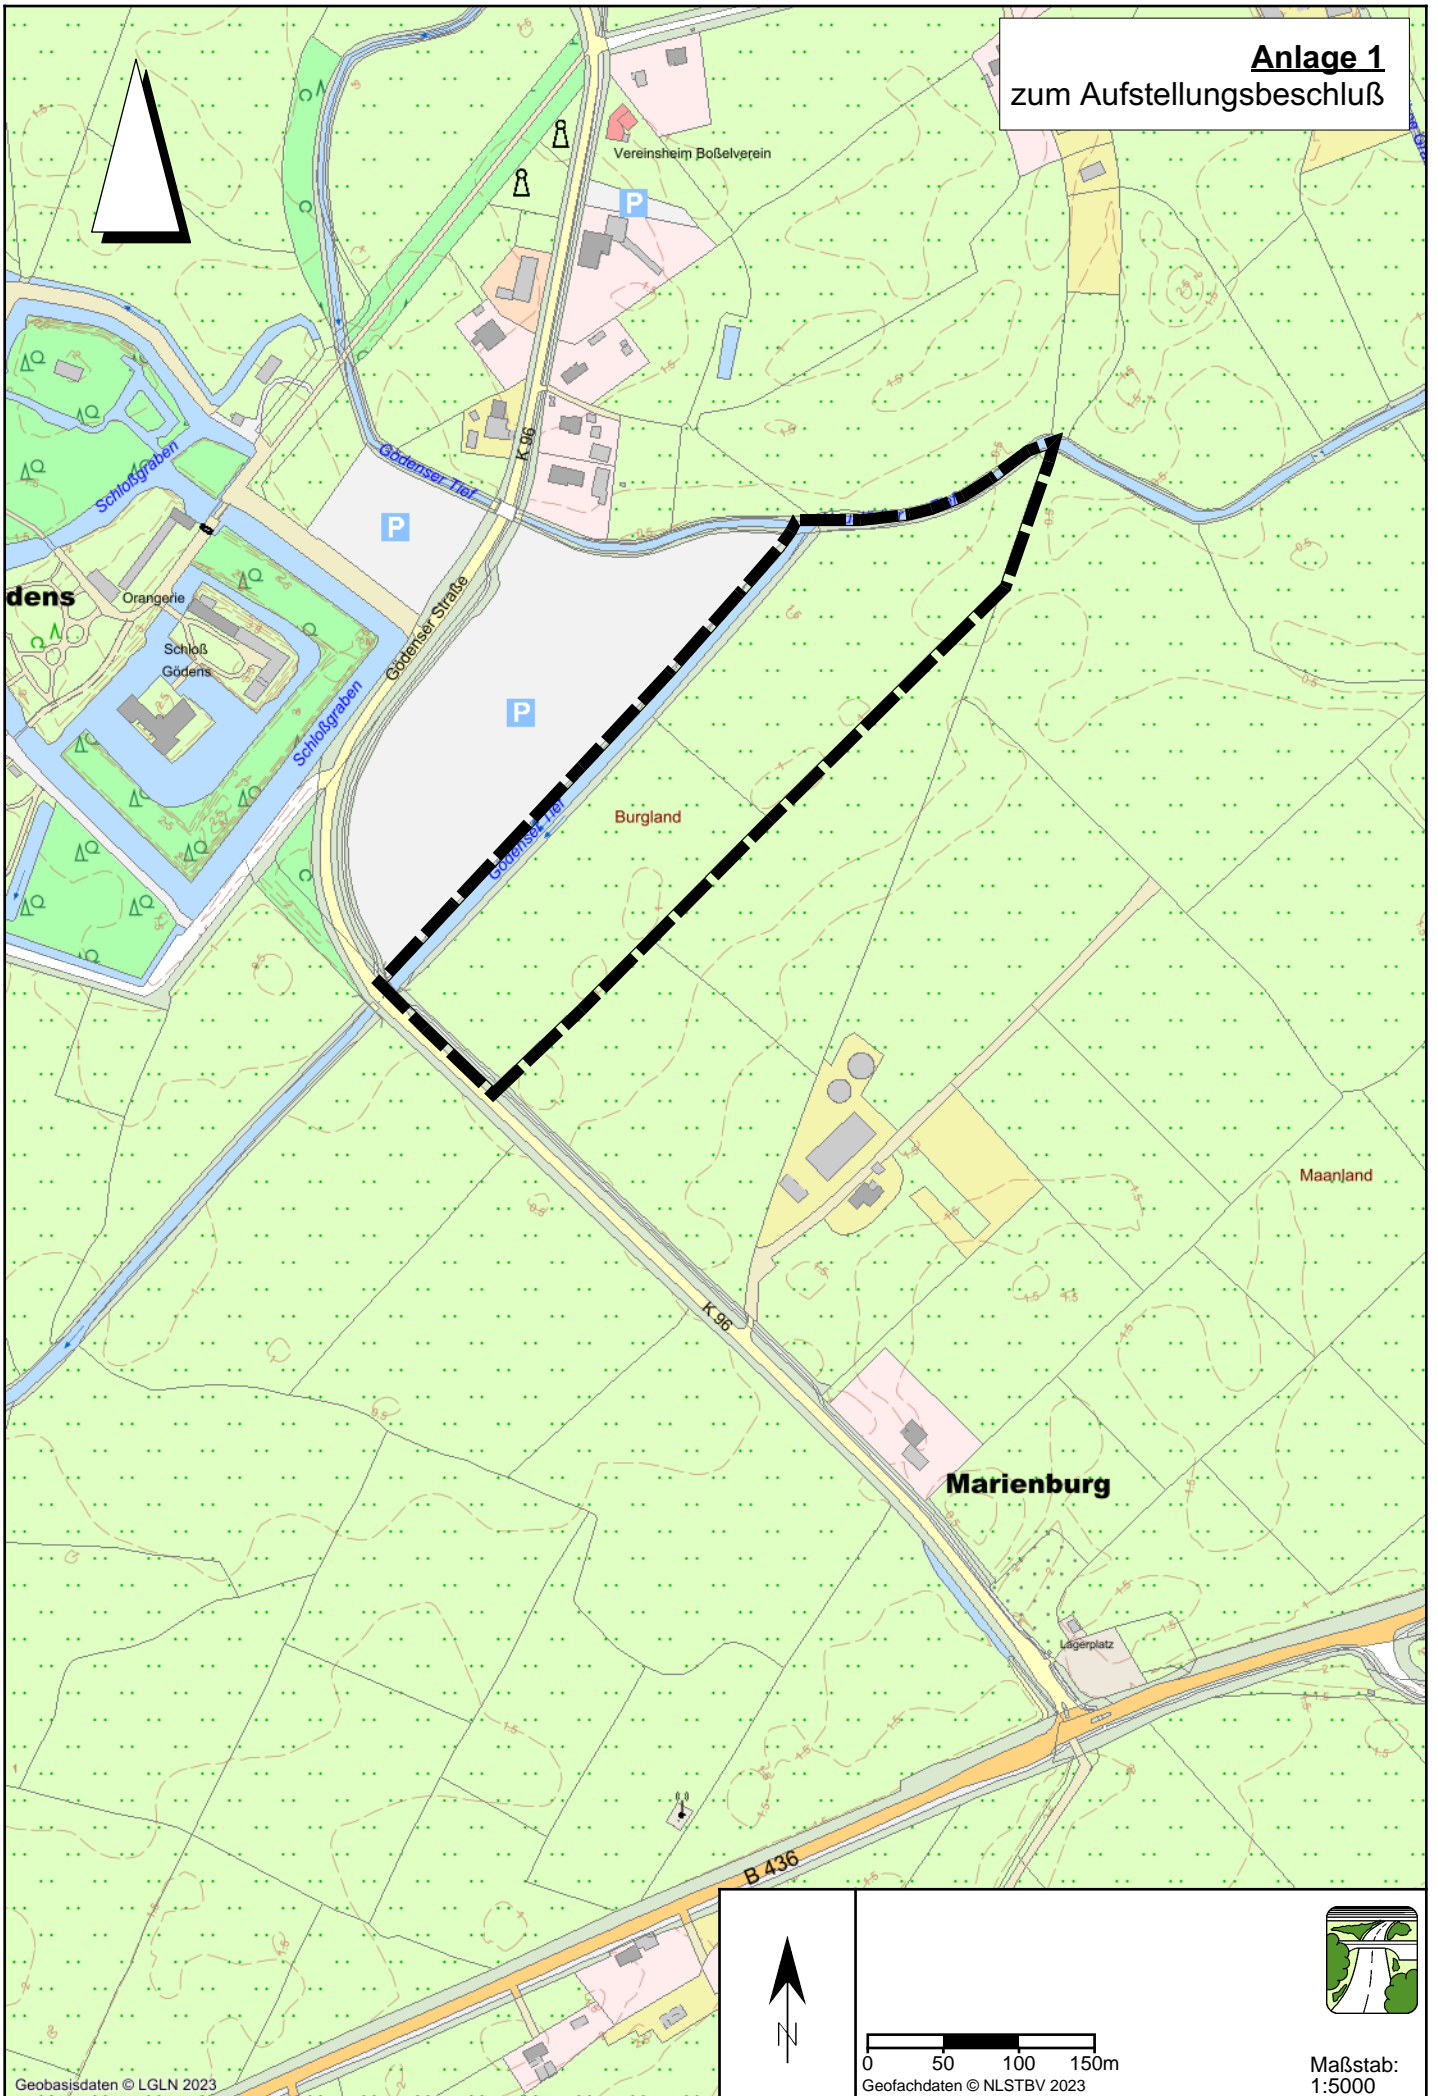 Anlage 1
zum Aufstellungsbeschluß
Vereinsheim Boßelverein
P
K 96
Gödenser Tief
Schloßgraben
P
dens
Orangerie
Schloß
Gödens
Gödenser Straße
Schloßgraben
P
Gödenser Tief
Burgland
Maanland
K 96
Marienburg
Lagerplatz
B 436
N
0 50 100 150m
Geofachdaten © NLSTBV 2023
Maßstab:
1:5000
Geobasisdaten © LGLN 2023